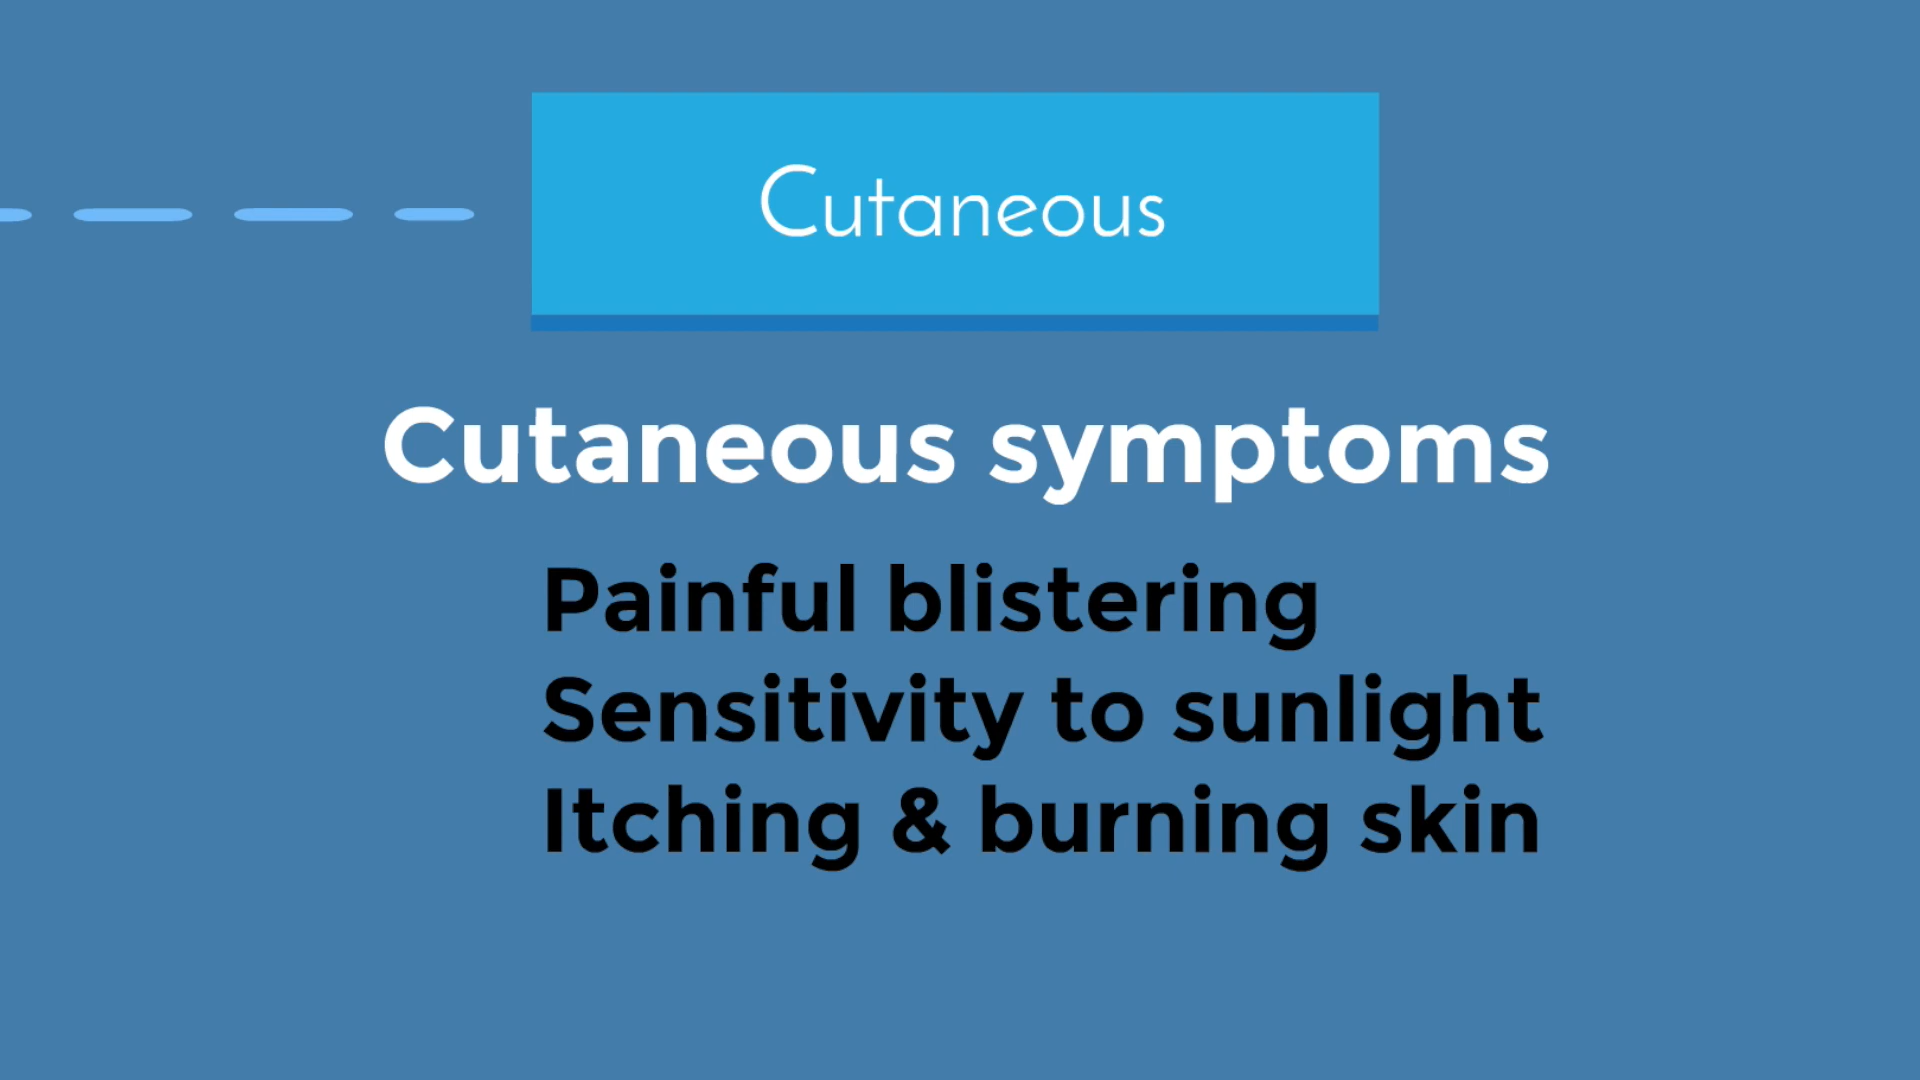 Cutaneous
Cutaneous symptoms
Painful blistering
Sensitivity to sunlight
Itching & burning skin